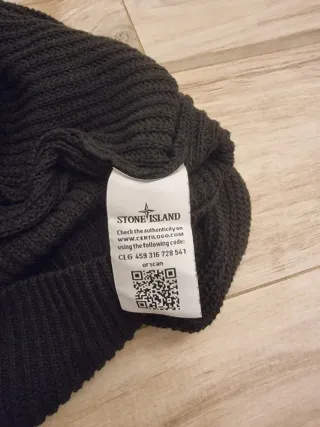 STONE ISLAND
Check the authenticity on
WWW.CERTILOGO.COM
using the following code:
CLG 459 316 728 541
or scan